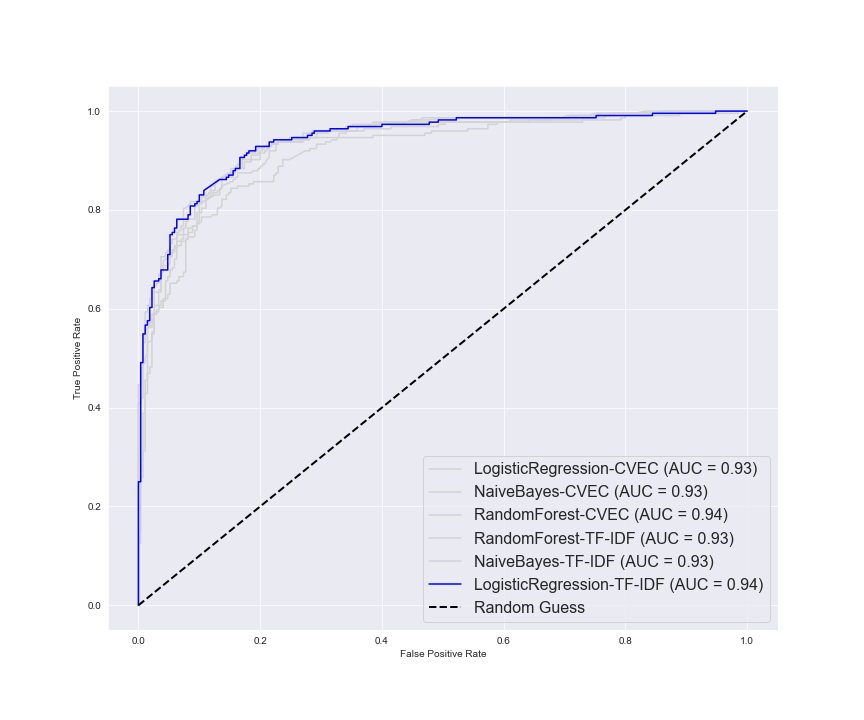 1.0
0.8
0.6
0.4
0.2
0.0
True Positive Rate
LogisticRegression-CVEC (AUC = 0.93)
NaiveBayes-CVEC (AUC = 0.93)
RandomForest-CVEC (AUC = 0.94)
RandomForest-TF-IDF (AUC = 0.93)
NaiveBayes-TF-IDF (AUC = 0.93)
LogisticRegression-TF-IDF (AUC = 0.94)
Random Guess
0.0 0.2 0.4 0.6 0.8 1.0
False Positive Rate